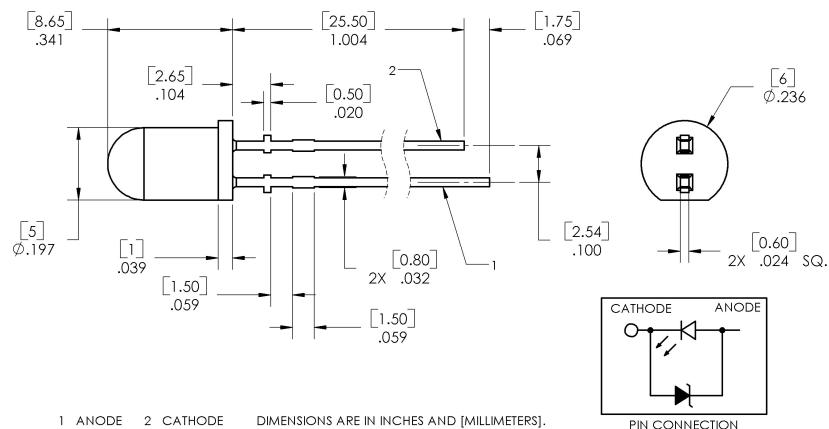 [8.65]
.341
[25.50]
1.004
[1.75]
.069
[2.65]
.104
[0.50]
.020
2
[6]
Ø.236
[5]
Ø.197
[1]
.039
[1.50]
.059
[1.50]
.059
2X [0.80]
.032
1
[2.54]
.100
2X [0.60]
.024 SQ.
CATHODE ANODE
PIN CONNECTION
1 ANODE 2 CATHODE DIMENSIONS ARE IN INCHES AND [MILLIMETERS].